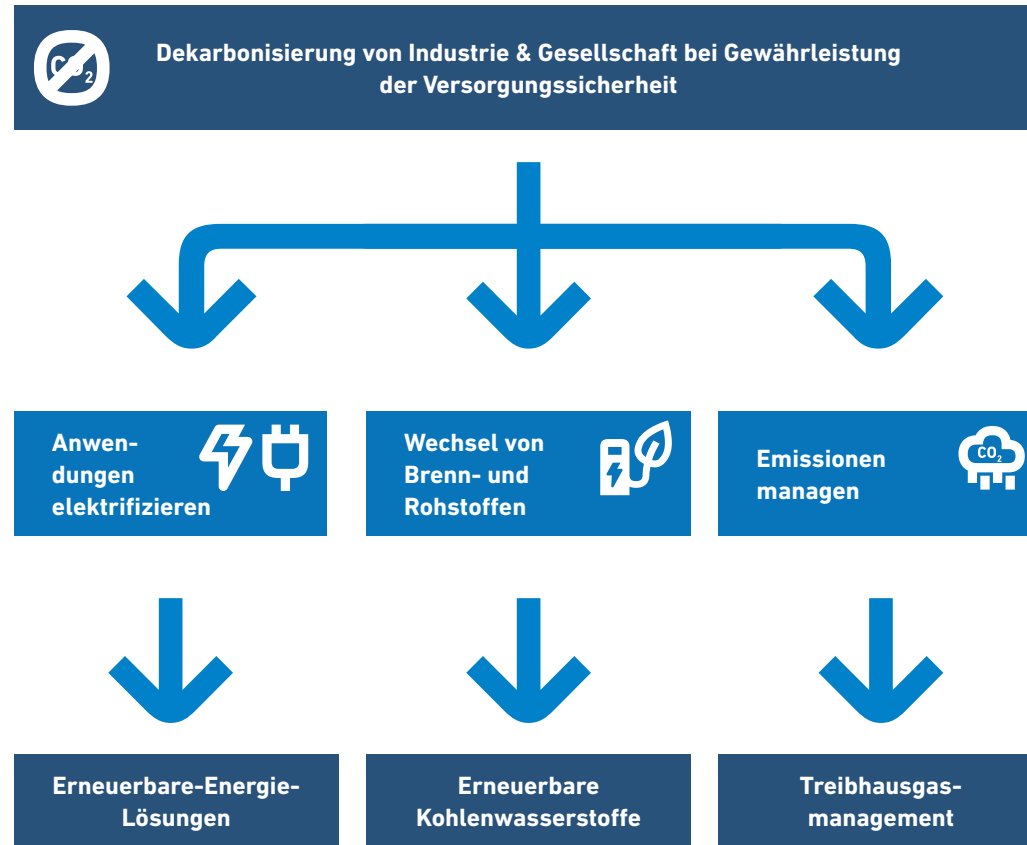 CO2
Dekarbonisierung von Industrie & Gesellschaft bei Gewährleistung
der Versorgungssicherheit
Anwen-
dungen
elektrifizieren
Wechsel von
Brenn- und
Rohstoffen
Emissionen
managen
CO2
Erneuerbare-Energie-
Lösungen
Erneuerbare
Kohlenwasserstoffe
Treibhausgas-
management